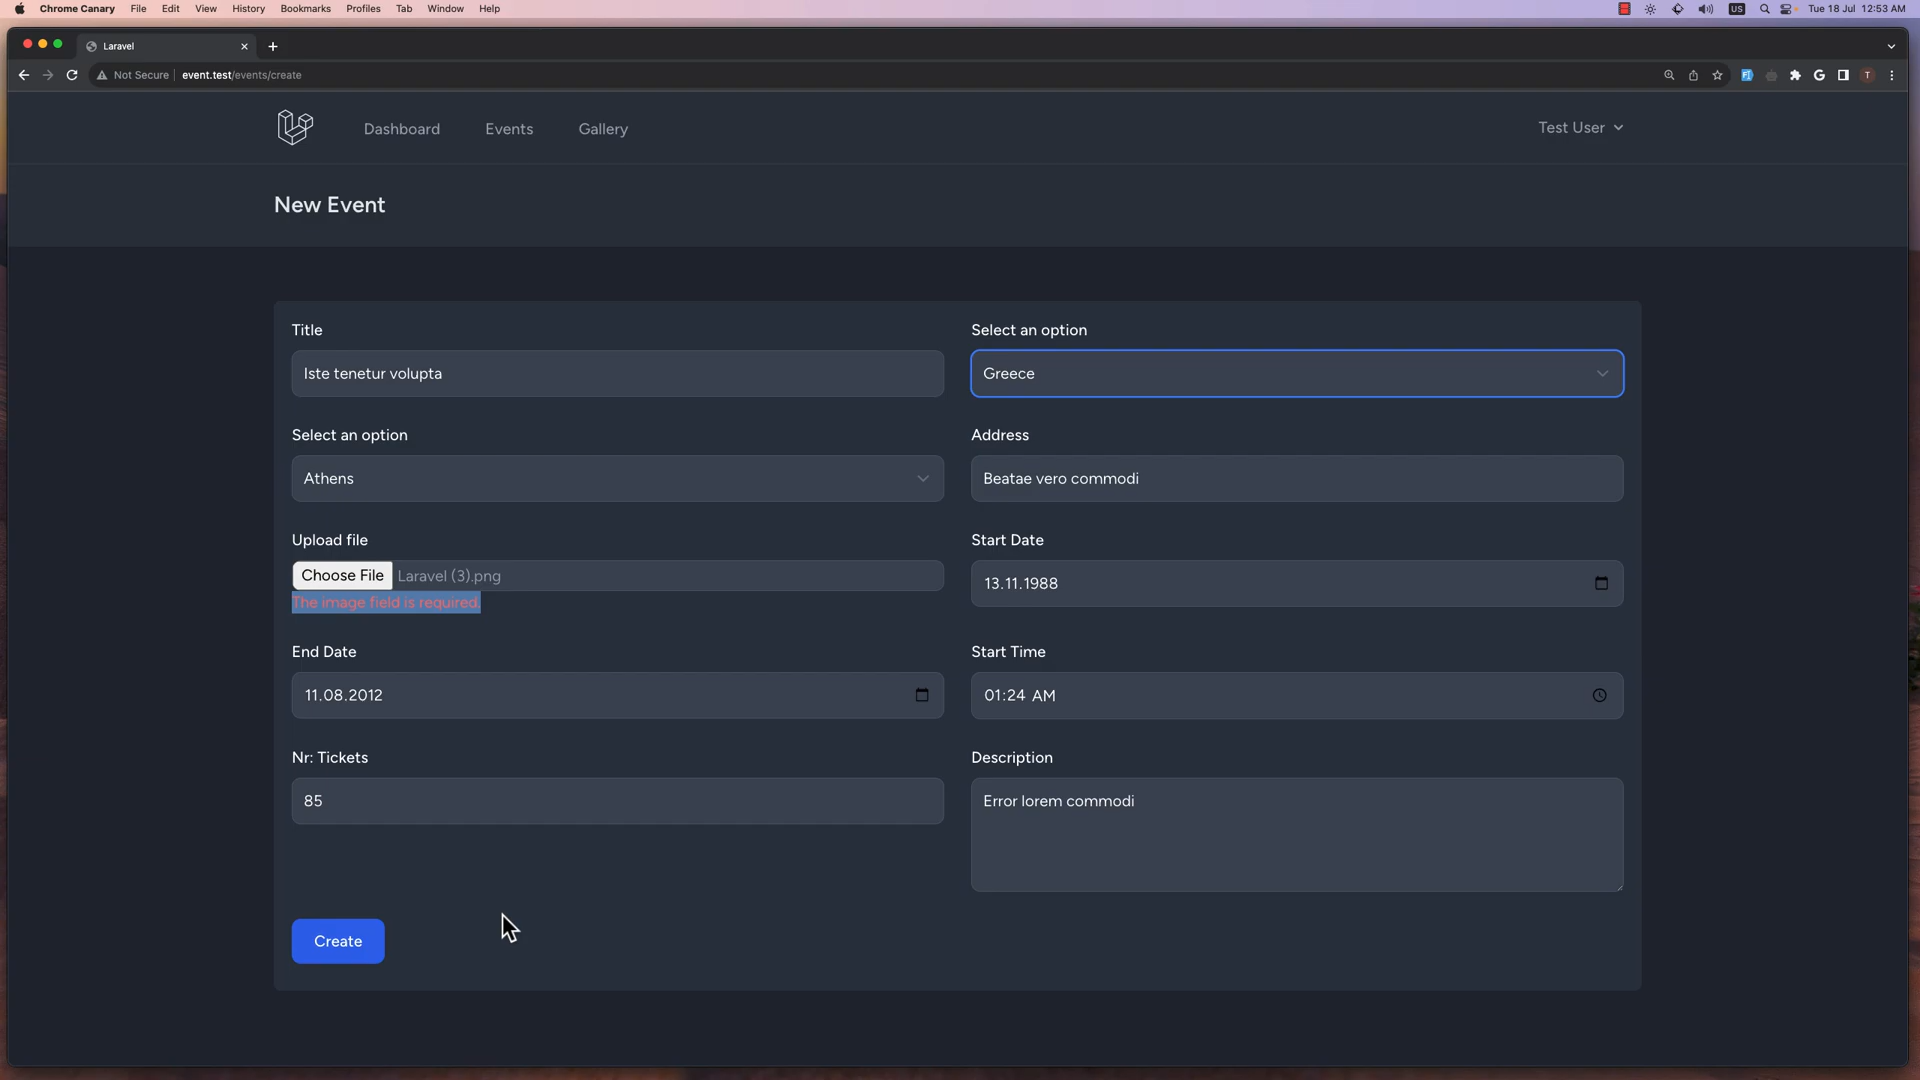 Chrome Canary File Edit View History Bookmarks Profiles Tab Window Help US Tue 18 Jul 12:53 AM
Laravel
Not Secure event.test/events/create T
Dashboard Events Gallery Test User
New Event
Title Select an option
Iste tenetur volupta Greece
Select an option Address
Athens Beatae vero commodi
Upload file Start Date
Choose File Laravel (3).png 13.11.1988
The image field is required.
End Date Start Time
11.08.2012 01:24 AM
Nr: Tickets Description
85 Error lorem commodi
Create